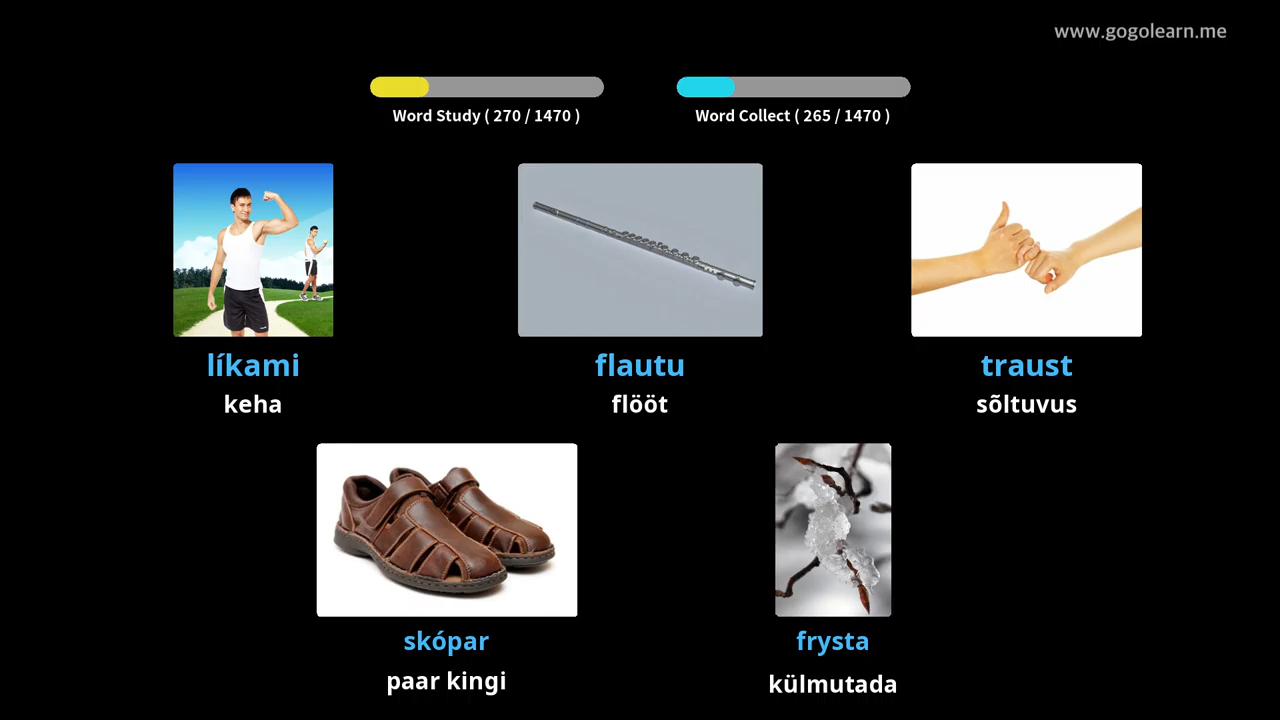 www.gogolearn.me
Word Study ( 270 / 1470 )
Word Collect ( 265 / 1470 )
líkami
flautu
traust
keha
flööt
sõltuvus
skópar
frysta
paar kingi
külmutada